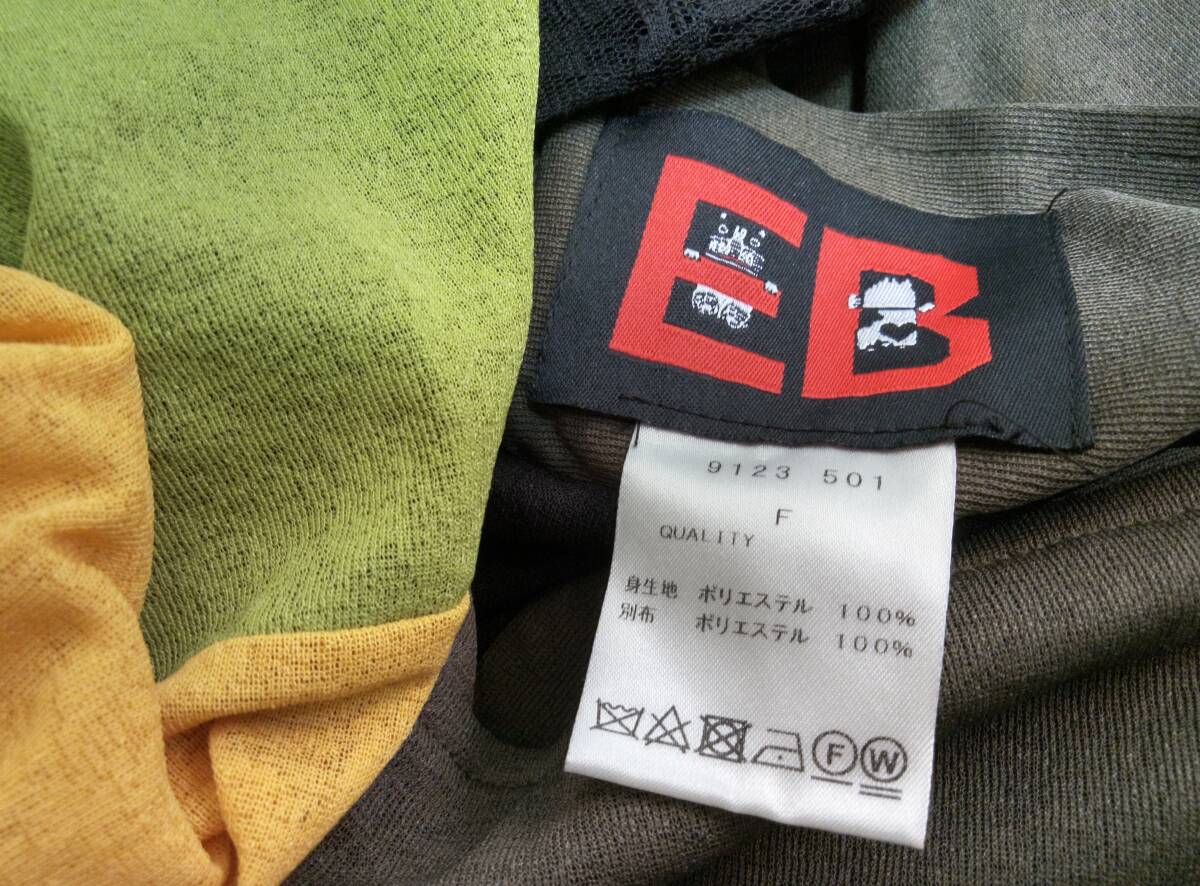 EB
9123 501
F
QUALITY
身生地 ポリエステル 100%
別布 ポリエステル 100%
F W